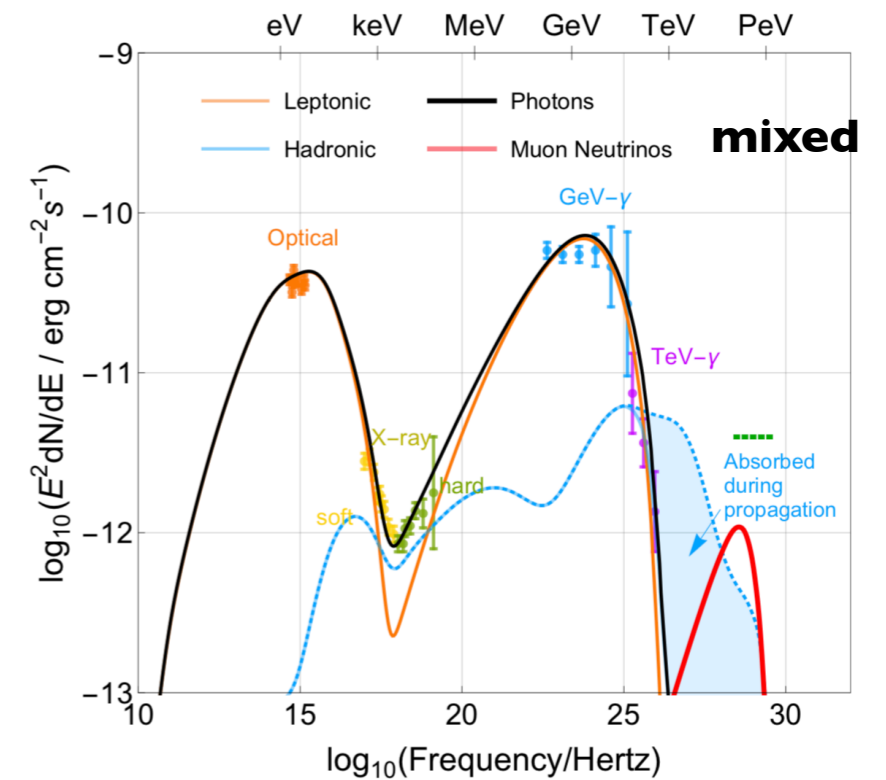 eV keV MeV GeV TeV PeV
−9
Leptonic Photons
mixed
Hadronic Muon Neutrinos
GeV−γ
−10
Optical
log₁₀(E²dN/dE / erg cm⁻²s⁻¹)
−11
TeV−γ
X−ray
Absorbed
during
propagation
hard
soft
−12
−13
10 15 20 25 30
log₁₀(Frequency/Hertz)